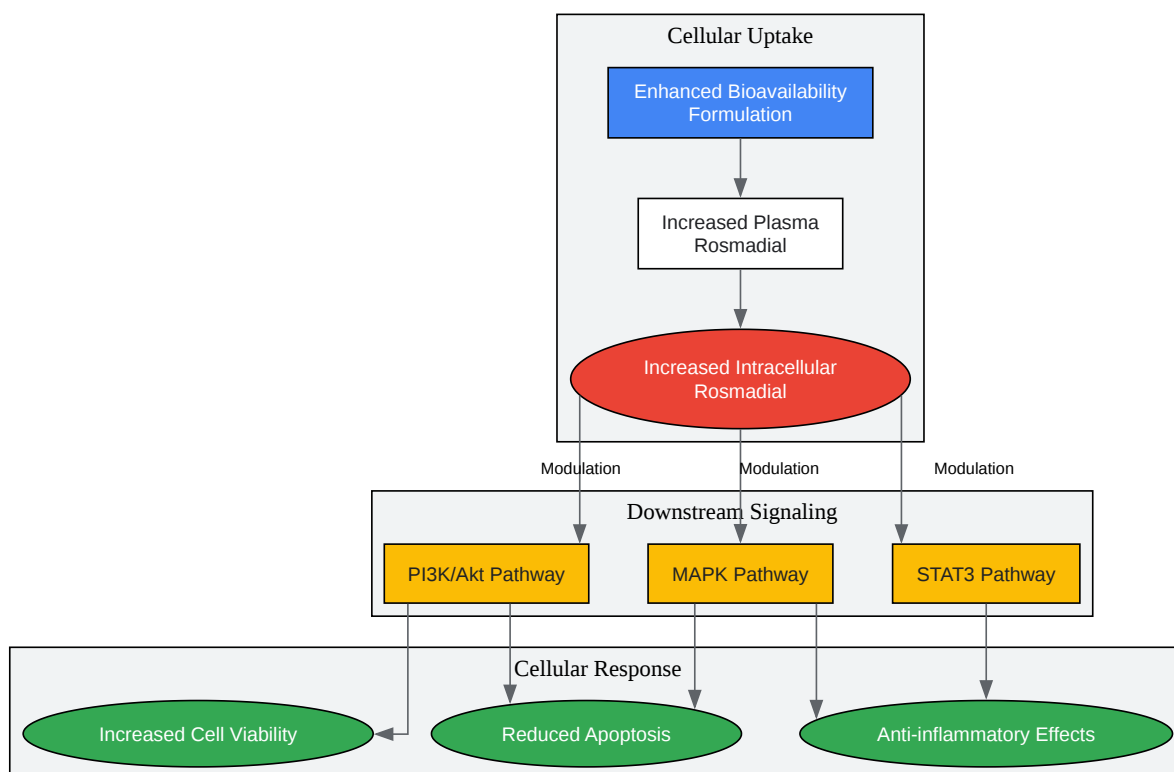 Cellular Uptake
Enhanced Bioavailability
Formulation
Increased Plasma
Rosmadial
Increased Intracellular
Rosmadial
Modulation
Modulation
Modulation
Downstream Signaling
PI3K/Akt Pathway
MAPK Pathway
STAT3 Pathway
Cellular Response
Increased Cell Viability
Reduced Apoptosis
Anti-inflammatory Effects